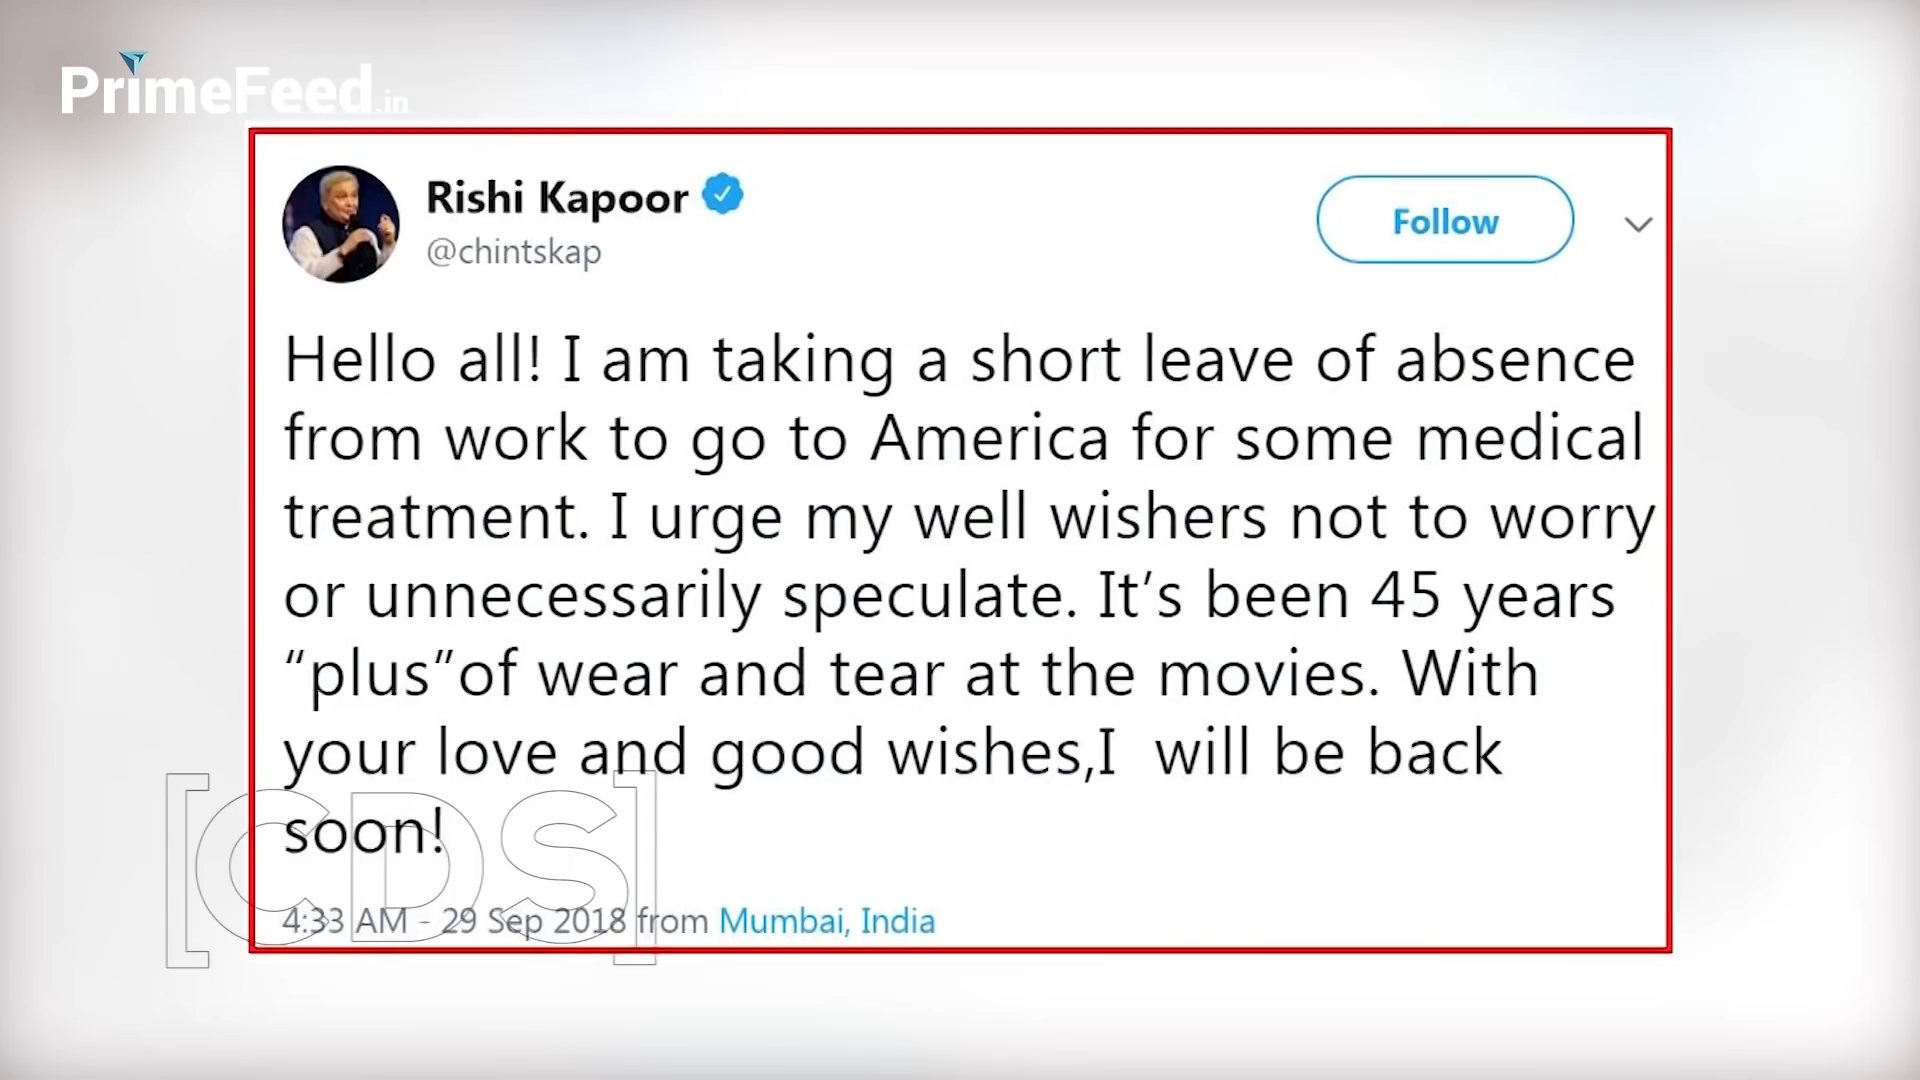 PrimeFeed.in
Rishi Kapoor
@chintskap
Follow
Hello all! I am taking a short leave of absence
from work to go to America for some medical
treatment. I urge my well wishers not to worry
or unnecessarily speculate. It’s been 45 years
“plus”of wear and tear at the movies. With
your love and good wishes,I  will be back
soon!
[CDS]
4:33 AM - 29 Sep 2018 from Mumbai, India